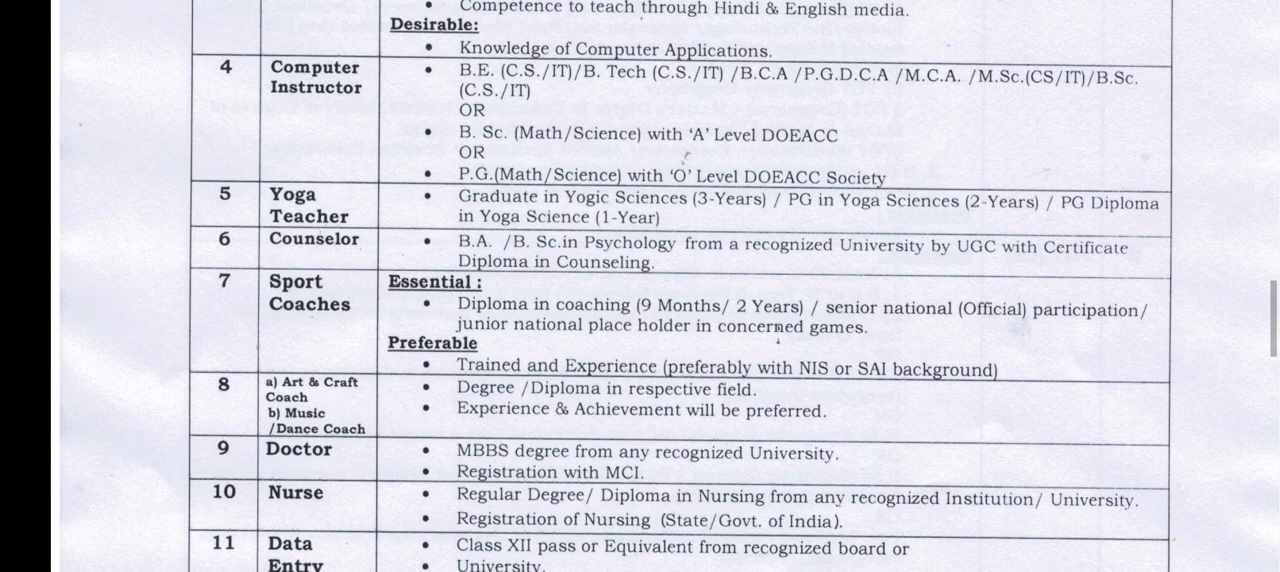 • Competence to teach through Hindi & English media.
Desirable:
• Knowledge of Computer Applications.
4 Computer Instructor
• B.E. (C.S./IT)/B. Tech (C.S./IT) /B.C.A /P.G.D.C.A /M.C.A. /M.Sc.(CS/IT)/B.Sc.
(C.S./IT)
OR
• B. Sc. (Math/Science) with ‘A’ Level DOEACC
OR
• P.G.(Math/Science) with ‘O’ Level DOEACC Society
5 Yoga Teacher
• Graduate in Yogic Sciences (3-Years) / PG in Yoga Sciences (2-Years) / PG Diploma
in Yoga Science (1-Year)
6 Counselor
• B.A. /B. Sc.in Psychology from a recognized University by UGC with Certificate
Diploma in Counseling.
7 Sport Coaches
Essential :
• Diploma in coaching (9 Months/ 2 Years) / senior national (Official) participation/
junior national place holder in concerned games.
Preferable
• Trained and Experience (preferably with NIS or SAI background)
8 a) Art & Craft
Coach
b) Music
/Dance Coach
• Degree /Diploma in respective field.
• Experience & Achievement will be preferred.
9 Doctor
• MBBS degree from any recognized University.
• Registration with MCI.
10 Nurse
• Regular Degree/ Diploma in Nursing from any recognized Institution/ University.
• Registration of Nursing (State/Govt. of India).
11 Data
Entry
• Class XII pass or Equivalent from recognized board or
• University.